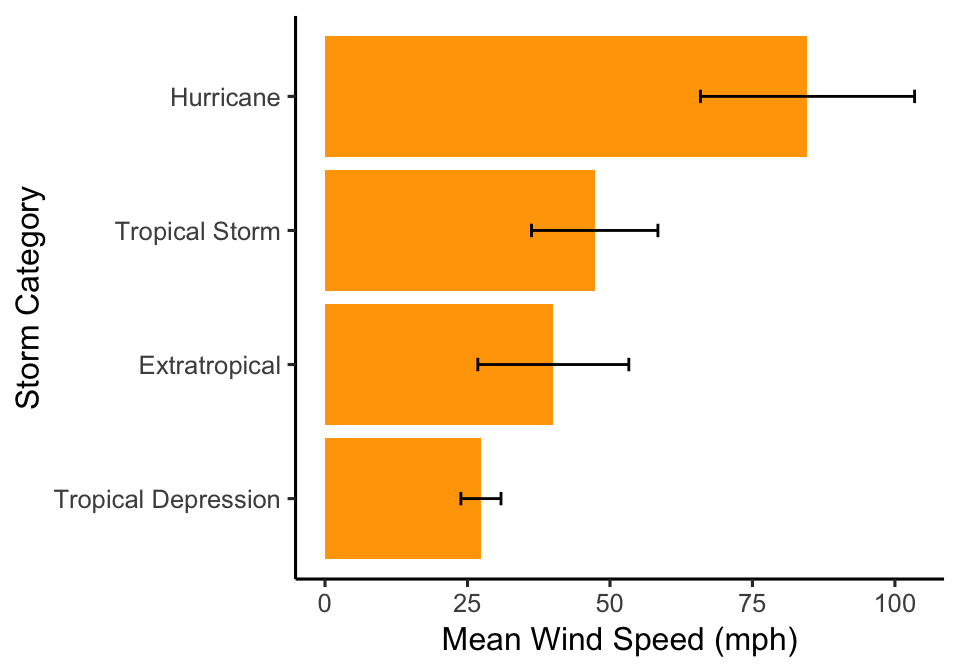 Hurricane
Tropical Storm
Extratropical
Tropical Depression
Storm Category
0 25 50 75 100
Mean Wind Speed (mph)